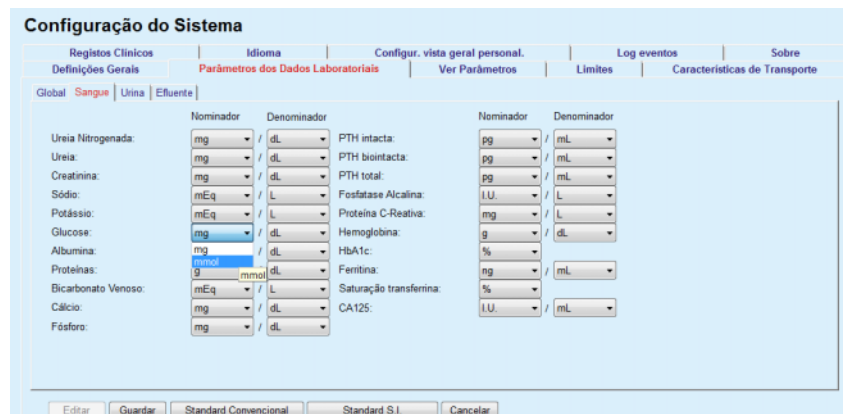 Configuração do Sistema
Registos Clínicos Idioma Configur. vista geral personal. Log eventos Sobre
Definições Gerais Parâmetros dos Dados Laboratoriais Ver Parâmetros Limites Características de Transporte
Global Sangue Urina Efluente
Nominador Denominador Nominador Denominador
Ureia Nitrogenada: mg / dL PTH intacta: pg / mL
Ureia: mg / dL PTH biointacta: pg / mL
Creatinina: mg / dL PTH total: pg / mL
Sódio: mEq / L Fosfatase Alcalina: I.U. / L
Potássio: mEq / L Proteína C-Reativa: mg / L
Glucose: mg / dL Hemoglobina: g / dL
Albumina: mg / dL HbA1c: %
mmol
Proteínas: g mmol dL Ferritina: ng / mL
Bicarbonato Venoso: mEq / L Saturação transferrina: %
Cálcio: mg / dL CA125: I.U. / mL
Fósforo: mg / dL
Editar Guardar Standard Convencional Standard S.I. Cancelar